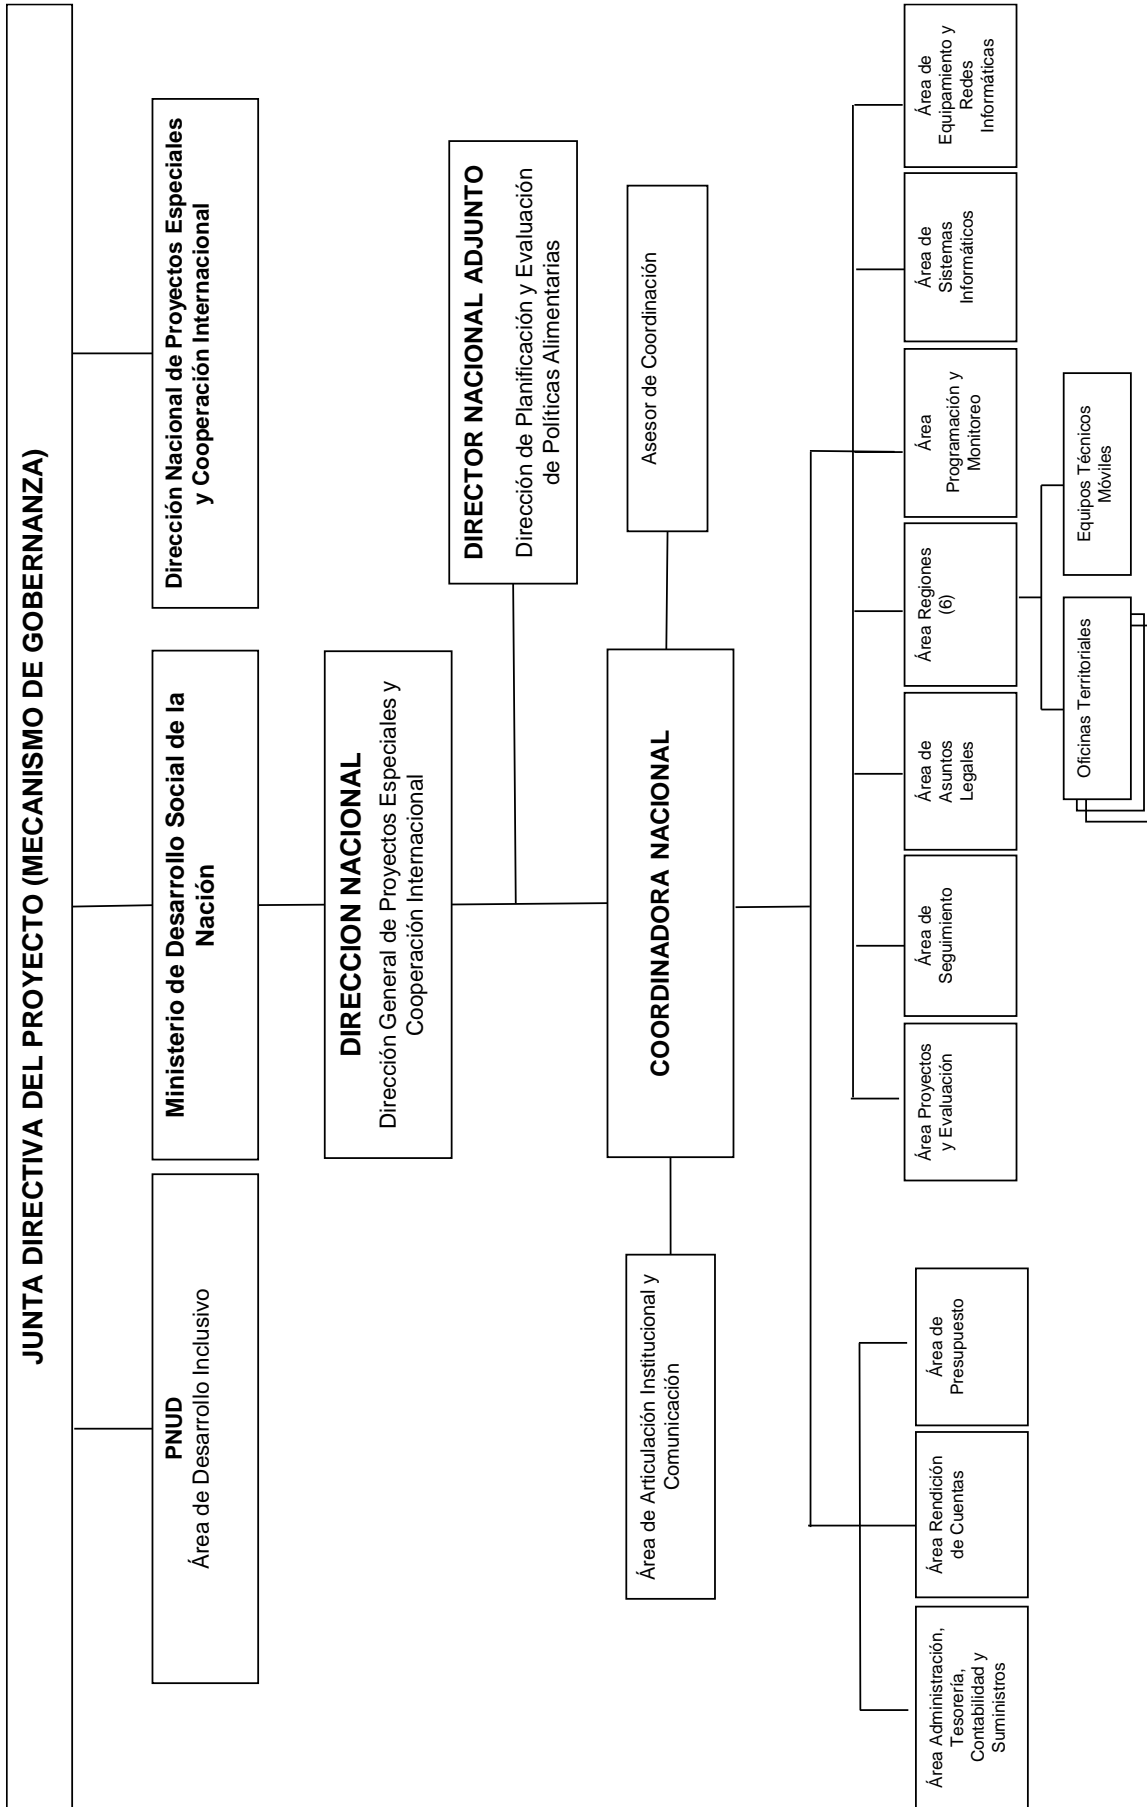 JUNTA DIRECTIVA DEL PROYECTO (MECANISMO DE GOBERNANZA)
PNUD
Área de Desarrollo Inclusivo
Ministerio de Desarrollo Social de la
Nación
Dirección Nacional de Proyectos Especiales
y Cooperación Internacional
DIRECCION NACIONAL
Dirección General de Proyectos Especiales y
Cooperación Internacional
DIRECTOR NACIONAL ADJUNTO
Dirección de Planificación y Evaluación
de Políticas Alimentarias
Área de Articulación Institucional y
Comunicación
COORDINADORA NACIONAL
Asesor de Coordinación
Área Administración,
Tesorería,
Contabilidad y
Suministros
Área Rendición
de Cuentas
Área de
Presupuesto
Área Proyectos
y Evaluación
Área de
Seguimiento
Área de
Asuntos
Legales
Área Regiones
(6)
Área
Programación y
Monitoreo
Área de
Sistemas
Informáticos
Área de
Equipamiento y
Redes
Informáticas
Oficinas Territoriales
Equipos Técnicos
Móviles